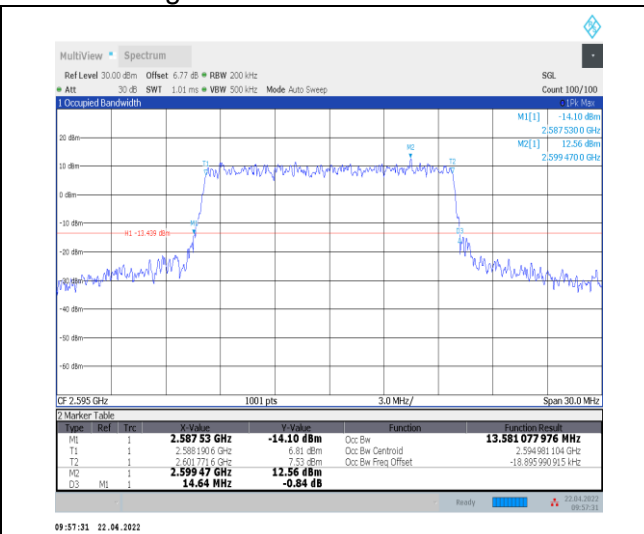 MultiView Spectrum
Ref Level 30.00 dBm Offset 6.77 dB RBW 200 kHz SGL
Att 30 dB SWT 1.01 ms VBW 500 kHz Mode Auto Sweep Count 100/100
1 Occupied Bandwidth 1Pk Max
M1[1] -14.10 dBm
2.5875300 GHz
M2[1] 12.56 dBm
2.5994700 GHz
20 dBm
M2
T1 T2
10 dBm
0 dBm
-10 dBm
M1
H1 -13.439 dBm
D3
-20 dBm
-30 dBm
-40 dBm
-50 dBm
-60 dBm
CF 2.595 GHz 1001 pts 3.0 MHz/ Span 30.0 MHz
2 Marker Table
Type Ref Trc X-Value Y-Value Function Function Result
M1 1 2.587 53 GHz -14.10 dBm Occ Bw 13.581 077 976 MHz
T1 1 2.588 190 6 GHz 6.81 dBm Occ Bw Centroid 2.594 981 104 GHz
T2 1 2.601 771 6 GHz 7.53 dBm Occ Bw Freq Offset -18.895 990 915 kHz
M2 1 2.599 47 GHz 12.56 dBm
D3 M1 1 14.64 MHz -0.84 dB
Ready 22.04.2022
09:57:31
09:57:31 22.04.2022